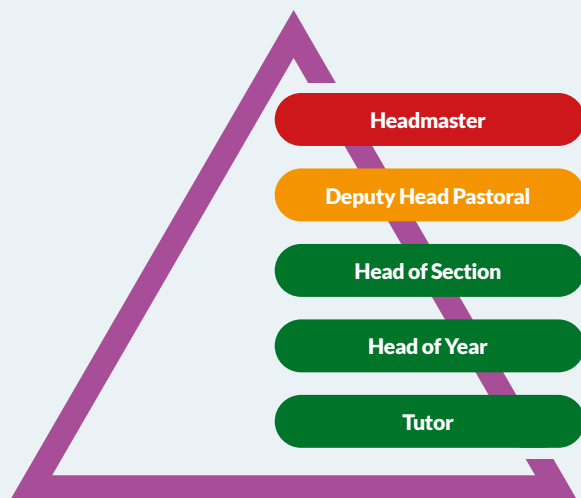 Headmaster
Deputy Head Pastoral
Head of Section
Head of Year
Tutor